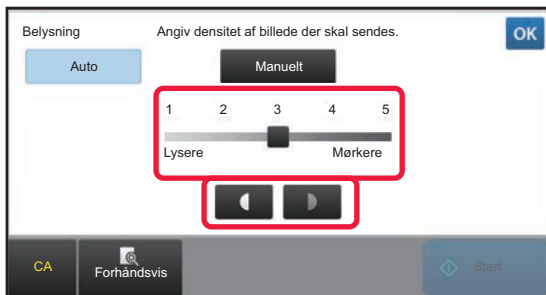 Belysning
Angiv densitet af billede der skal sendes.
OK
Auto
Manuelt
1 2 3 4 5
Lysere
Mørkere
CA
Forhåndsvis
Start